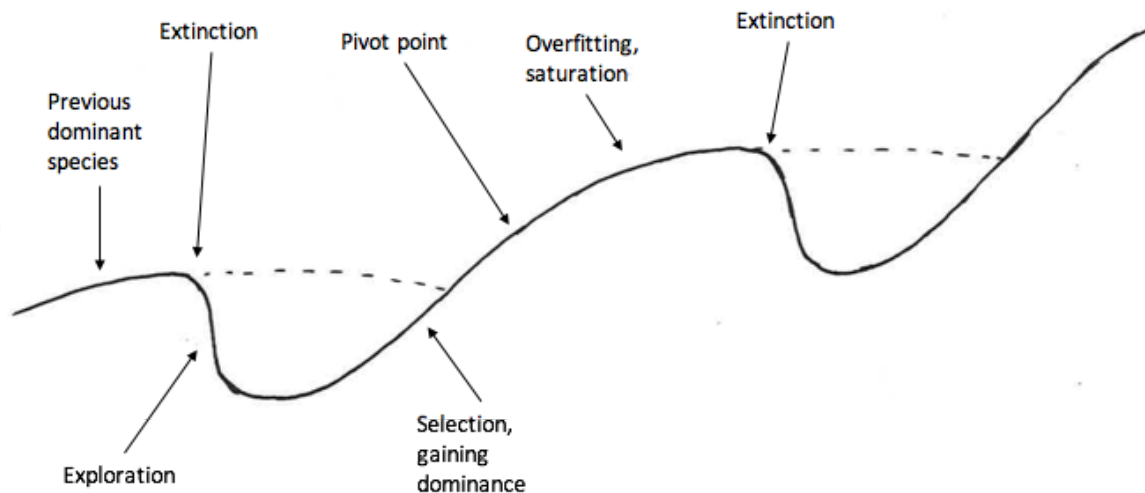 Extinction
Pivot point
Overfitting,
saturation
Extinction
Previous
dominant
species
Exploration
Selection,
gaining
dominance